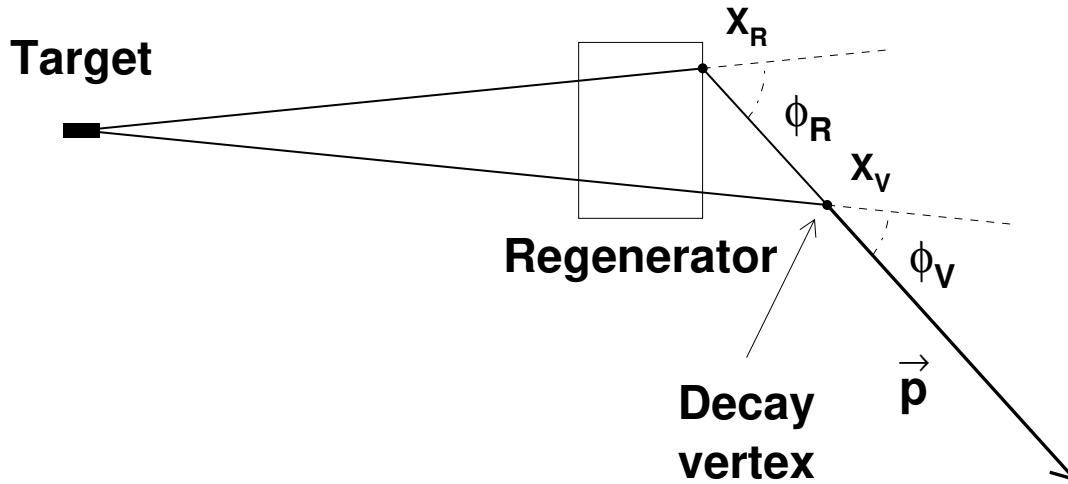 Target
X_R
ϕ_R
X_V
Regenerator
ϕ_V
p⃗
Decay
vertex